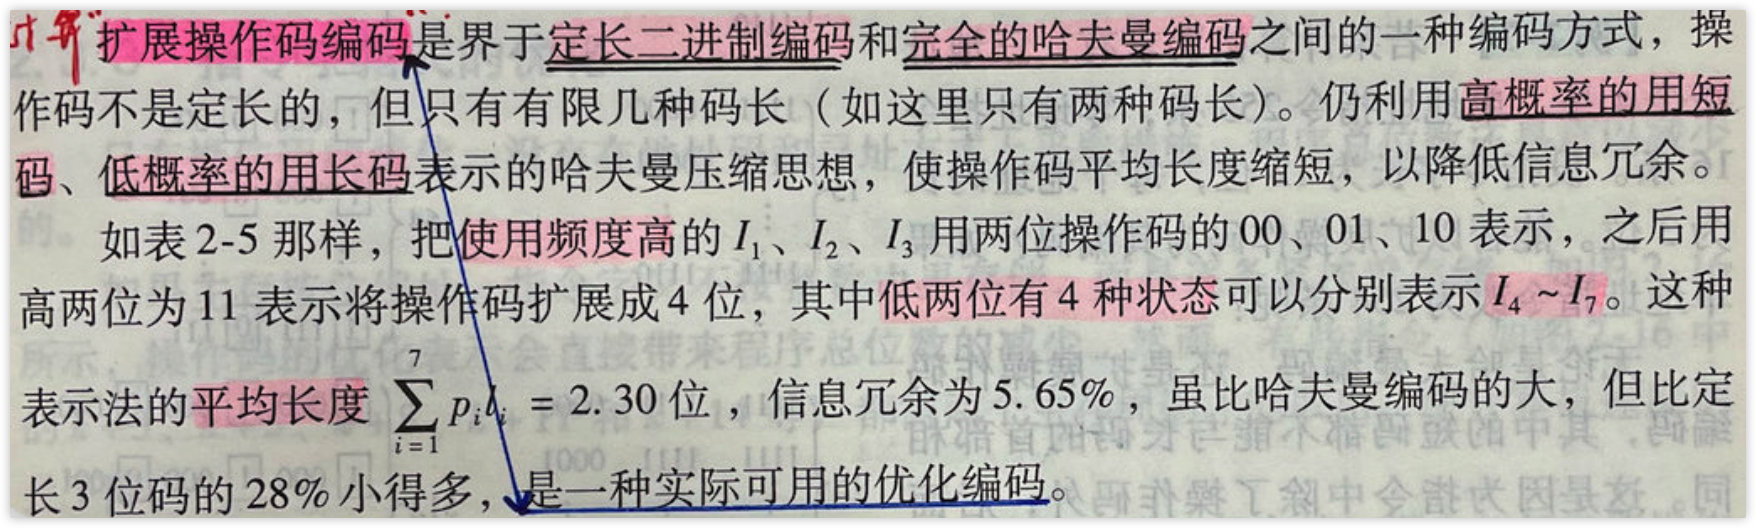 计算
扩展操作码编码是界于定长二进制编码和完全的哈夫曼编码之间的一种编码方式，操
作码不是定长的，但只有有限几种码长（如这里只有两种码长）。仍利用高概率的用短
码、低概率的用长码表示的哈夫曼压缩思想，使操作码平均长度缩短，以降低信息冗余。
如表 2-5 那样，把使用频度高的 I₁、I₂、I₃ 用两位操作码的 00、01、10 表示，之后用
高两位为 11 表示将操作码扩展成 4 位，其中低两位有 4 种状态可以分别表示 I₄ ~ I₇。这种
表示法的平均长度 ∑_{i=1}^{7} pᵢlᵢ = 2.30 位，信息冗余为 5.65%，虽比哈夫曼编码的大，但比定
长 3 位码的 28% 小得多，是一种实际可用的优化编码。